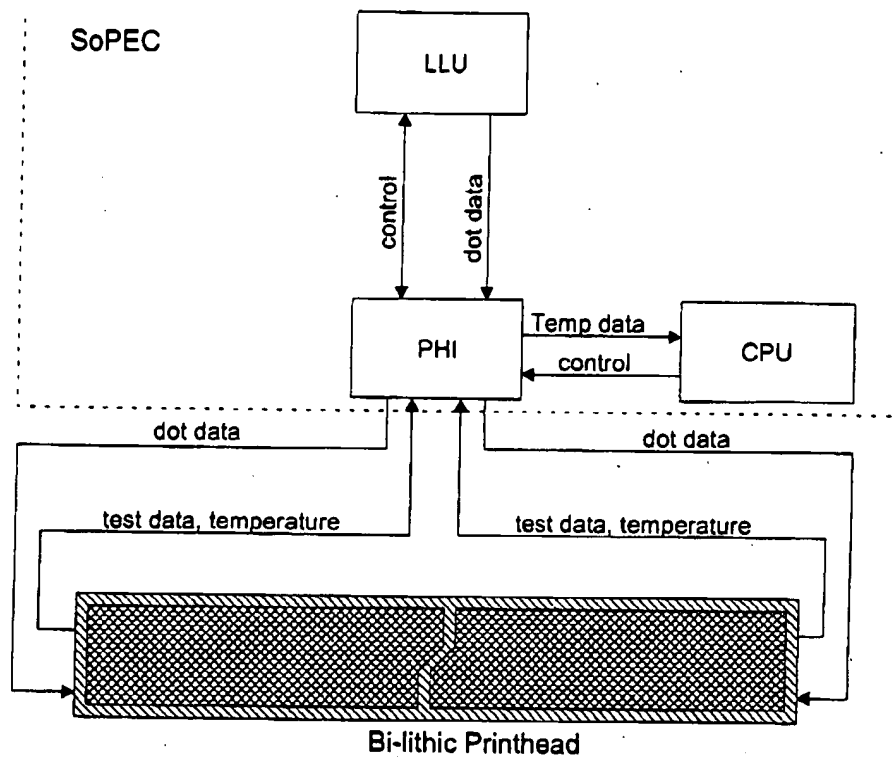 SoPEC
LLU
control
dot data
PHI
Temp data
control
CPU
dot data
dot data
test data, temperature
test data, temperature
Bi-lithic Printhead